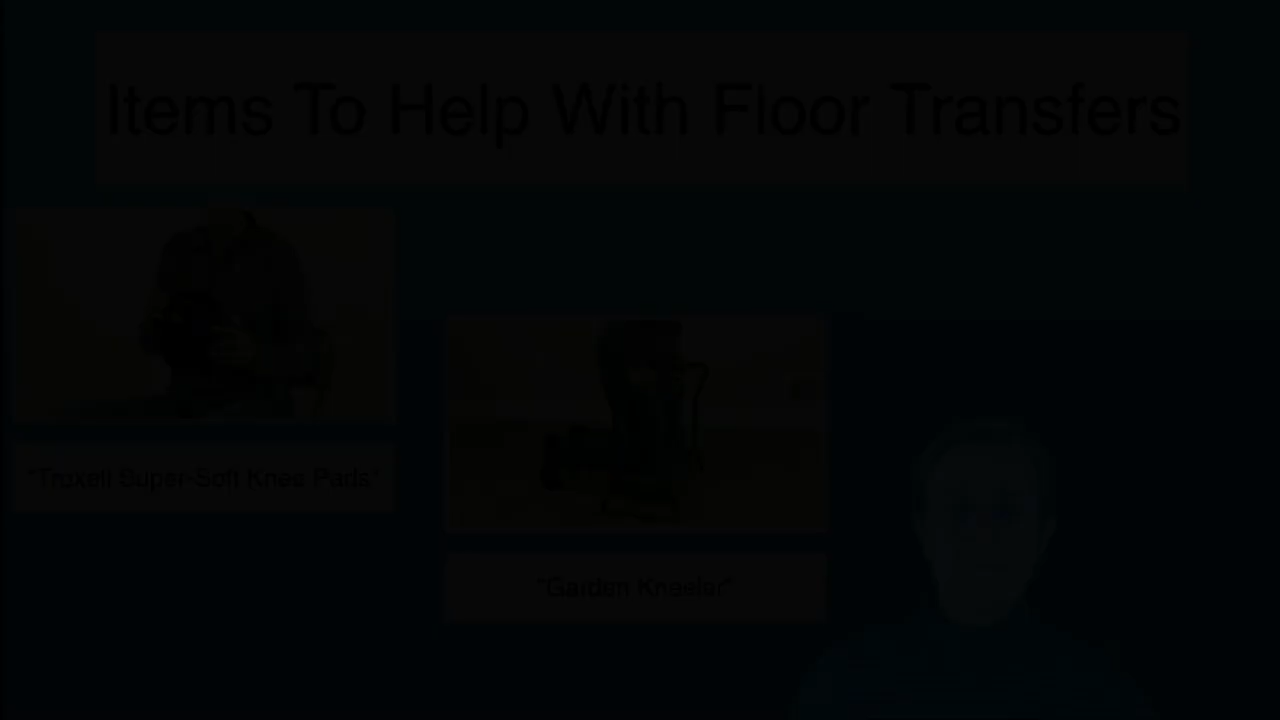 Items To Help With Floor Transfers
"Troxell Super-Soft Knee Pads"
"Garden Kneeler"